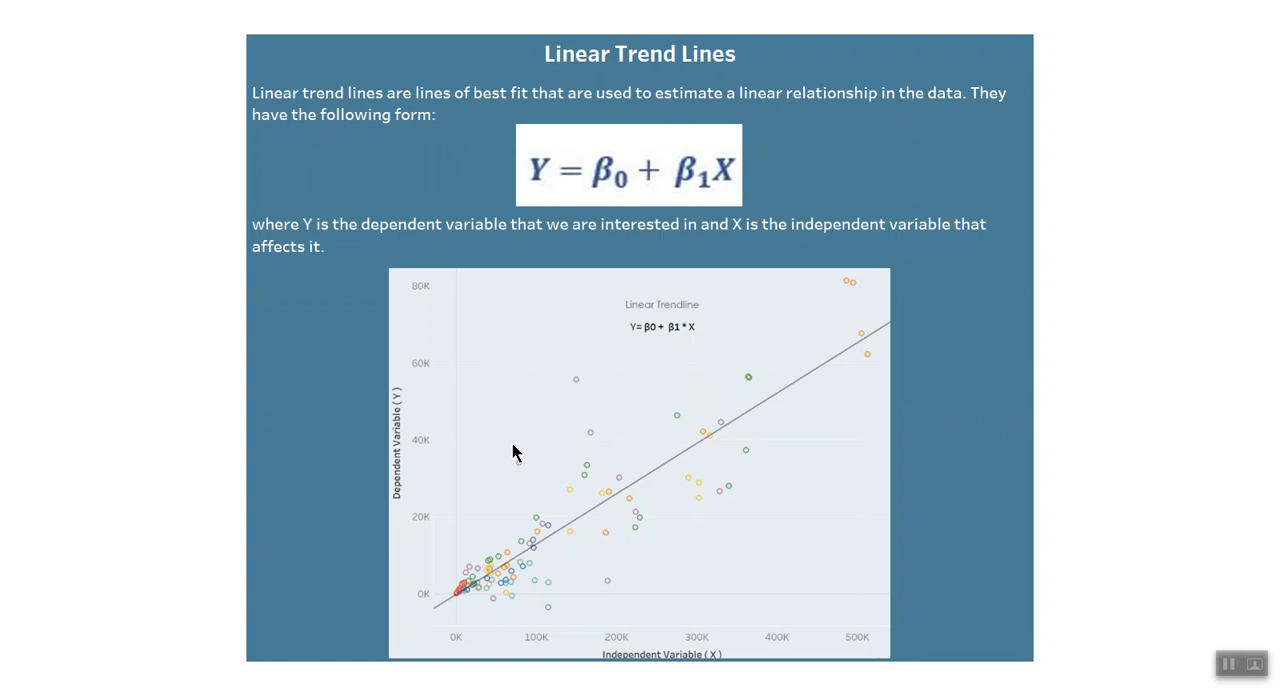 Linear Trend Lines
Linear trend lines are lines of best fit that are used to estimate a linear relationship in the data. They
have the following form:
Y = β₀ + β₁X
where Y is the dependent variable that we are interested in and X is the independent variable that
affects it.
Linear Trendline
Y= β0 + β1 * X
Dependent Variable ( Y )
80K
60K
40K
20K
0K
0K 100K 200K 300K 400K 500K
Independent Variable ( X )